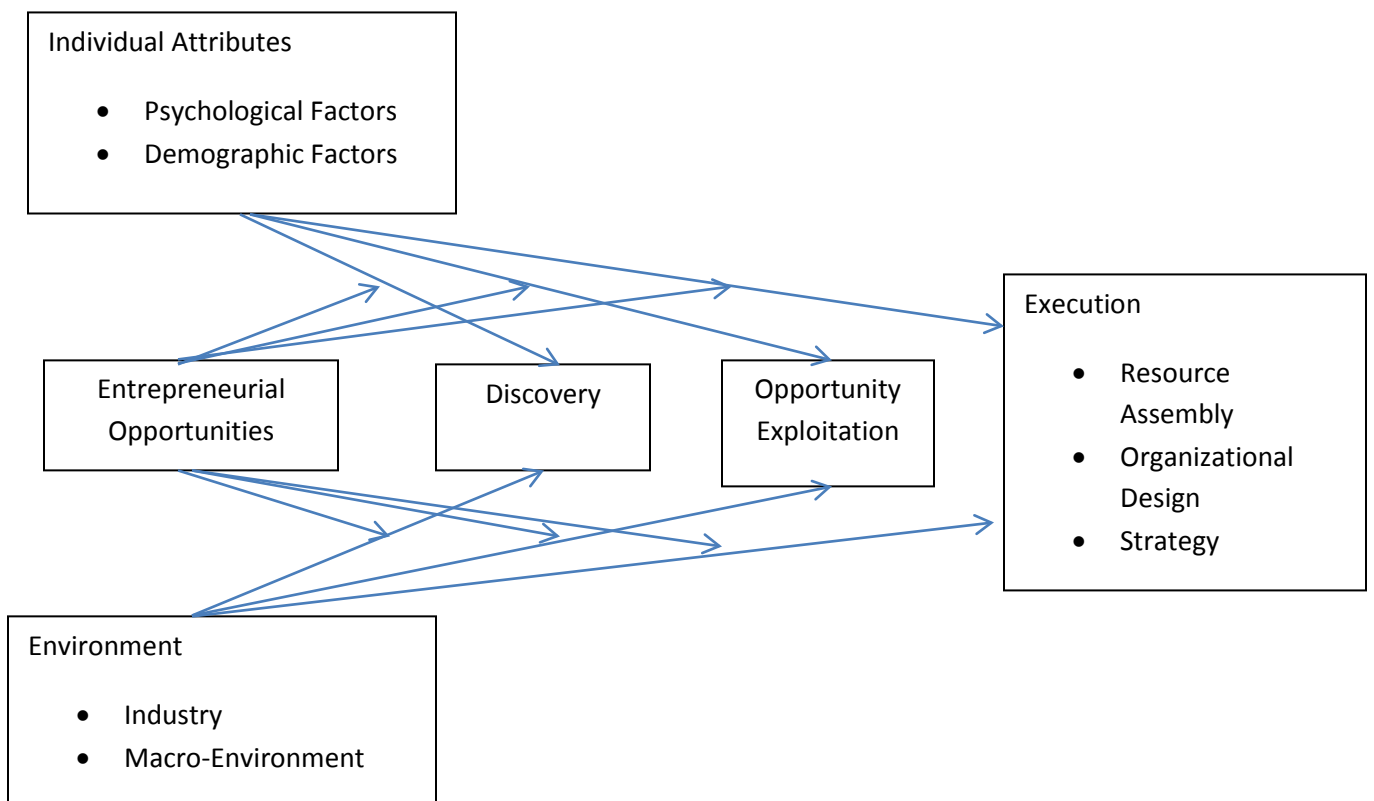 Individual Attributes
• Psychological Factors
• Demographic Factors
Entrepreneurial
Opportunities
Discovery
Opportunity
Exploitation
Execution
• Resource
Assembly
• Organizational
Design
• Strategy
Environment
• Industry
• Macro-Environment